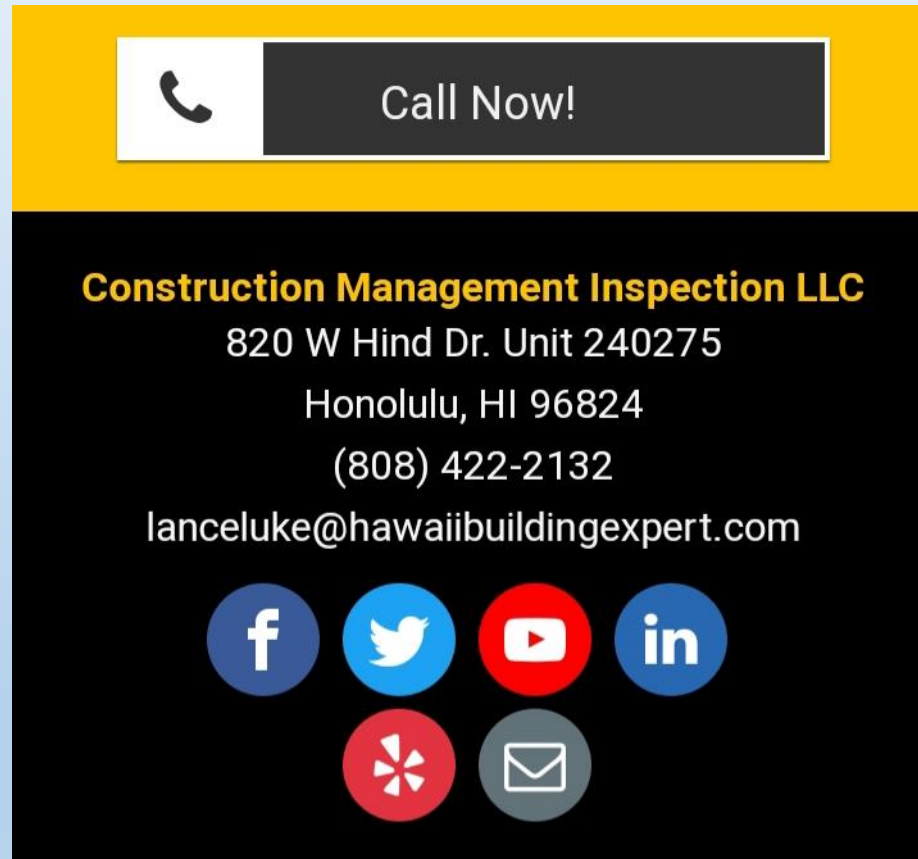 Call Now!
Construction Management Inspection LLC
820 W Hind Dr. Unit 240275
Honolulu, HI 96824
(808) 422-2132
lanceluke@hawaiibuildingexpert.com